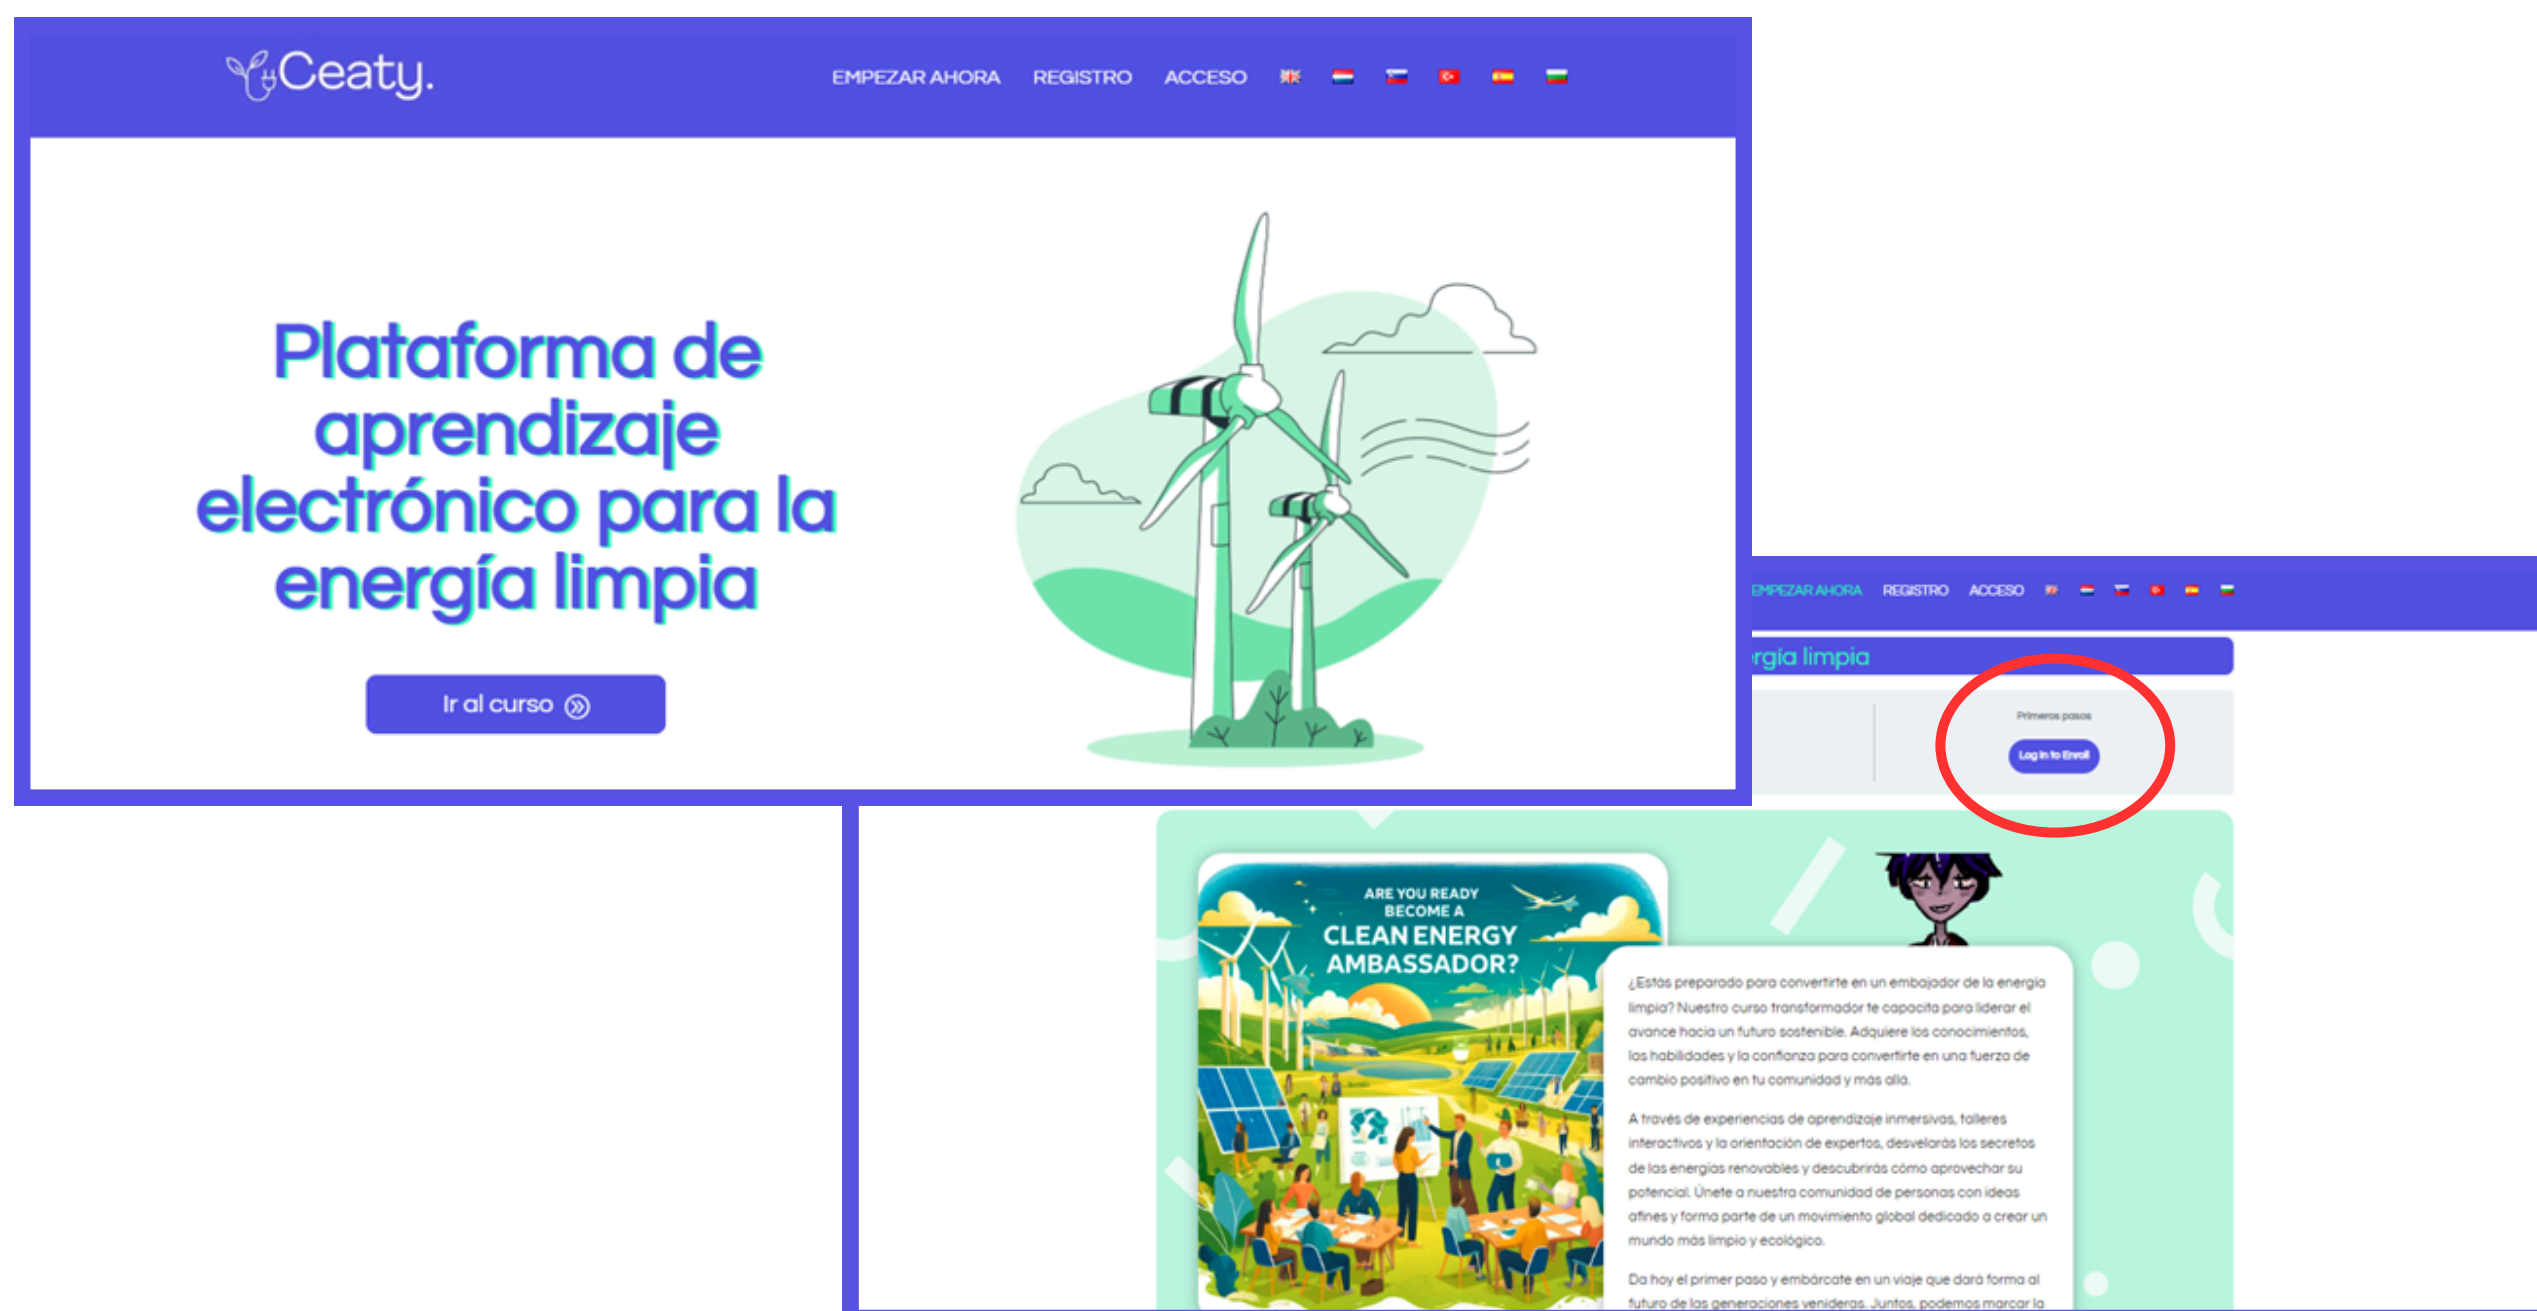 Ceaty.
EMPEZAR AHORA REGISTRO ACCESO
Plataforma de
aprendizaje
electrónico para la
energía limpia
Ir al curso
EMPEZAR AHORA REGISTRO ACCESO
rgía limpia
Primeros pasos
Log In to Enroll
ARE YOU READY
BECOME A
CLEAN ENERGY
AMBASSADOR?
¿Estás preparado para convertirte en un embajador de la energía
limpia? Nuestro curso transformador te capacita para liderar el
avance hacia un futuro sostenible. Adquiere los conocimientos,
las habilidades y la confianza para convertirte en una fuerza de
cambio positivo en tu comunidad y más allá.
A través de experiencias de aprendizaje inmersivas, talleres
interactivos y la orientación de expertos, desvelarás los secretos
de las energías renovables y descubrirás cómo aprovechar su
potencial. Únete a nuestra comunidad de personas con ideas
afines y forma parte de un movimiento global dedicado a crear un
mundo más limpio y ecológico.
Da hoy el primer paso y embárcate en un viaje que dará forma al
futuro de las generaciones venideras. Juntos, podemos marcar la